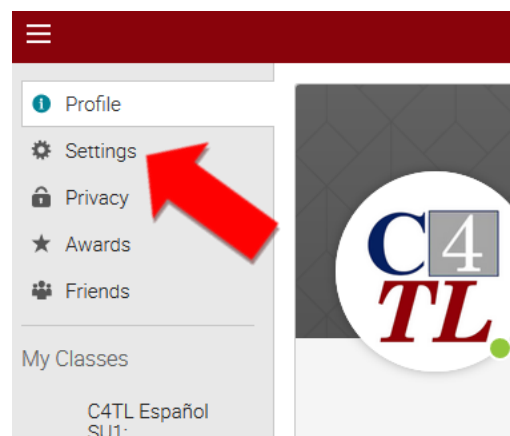 Profile
Settings
Privacy
Awards
Friends
My Classes
C4TL Español
SU1:
C4
TL